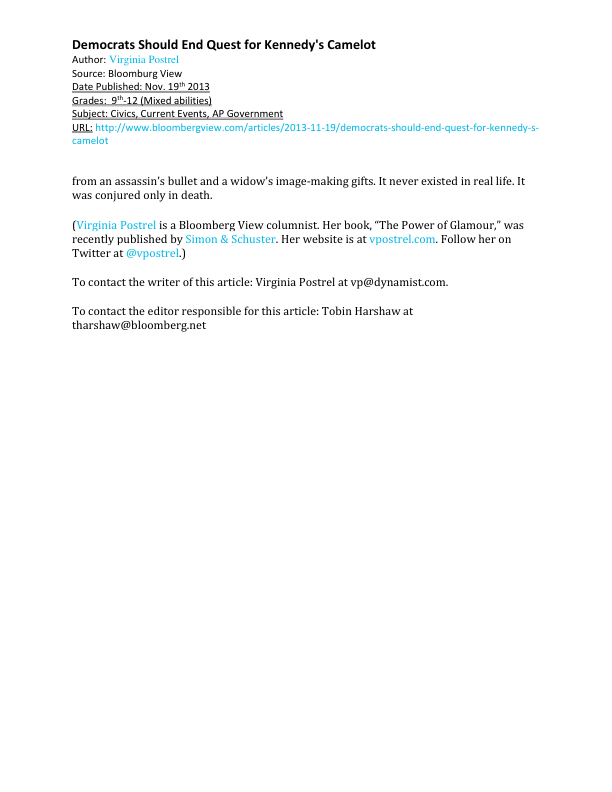 Democrats Should End Quest for Kennedy's Camelot
Author: Virginia Postrel
Source: Bloomburg View
Date Published: Nov. 19th 2013
Grades:  9th-12 (Mixed abilities)
Subject: Civics, Current Events, AP Government
URL: http://www.bloombergview.com/articles/2013-11-19/democrats-should-end-quest-for-kennedy-s-
camelot
from an assassin’s bullet and a widow’s image-making gifts. It never existed in real life. It
was conjured only in death.
(Virginia Postrel is a Bloomberg View columnist. Her book, “The Power of Glamour,” was
recently published by Simon & Schuster. Her website is at vpostrel.com. Follow her on
Twitter at @vpostrel.)
To contact the writer of this article: Virginia Postrel at vp@dynamist.com.
To contact the editor responsible for this article: Tobin Harshaw at
tharshaw@bloomberg.net